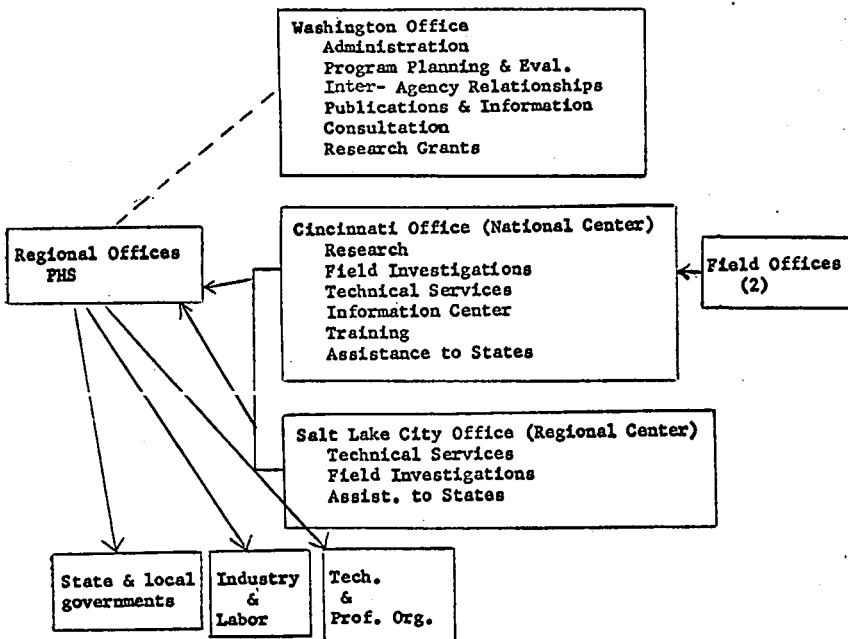 Washington Office
Administration
Program Planning & Eval.
Inter- Agency Relationships
Publications & Information
Consultation
Research Grants
Regional Offices
PHS
Cincinnati Office (National Center)
Research
Field Investigations
Technical Services
Information Center
Training
Assistance to States
Field Offices
(2)
Salt Lake City Office (Regional Center)
Technical Services
Field Investigations
Assist. to States
State & local
governments
Industry
&
Labor
Tech.
&
Prof. Org.